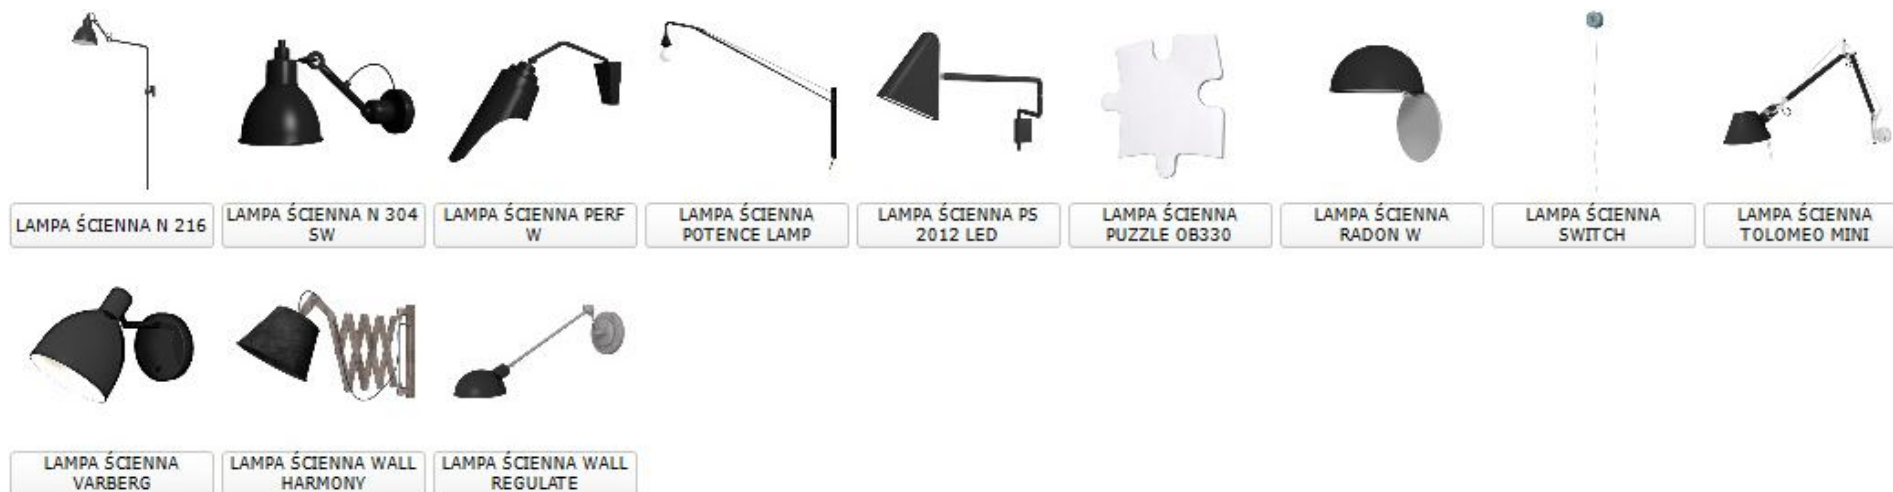 LAMPA ŚCIENNA N 216
LAMPA ŚCIENNA N 304
SW
LAMPA ŚCIENNA PERF
W
LAMPA ŚCIENNA
POTENCE LAMP
LAMPA ŚCIENNA PS
2012 LED
LAMPA ŚCIENNA
PUZZLE OB330
LAMPA ŚCIENNA
RADON W
LAMPA ŚCIENNA
SWITCH
LAMPA ŚCIENNA
TOLOMEO MINI
LAMPA ŚCIENNA
VARBERG
LAMPA ŚCIENNA WALL
HARMONY
LAMPA ŚCIENNA WALL
REGULATE